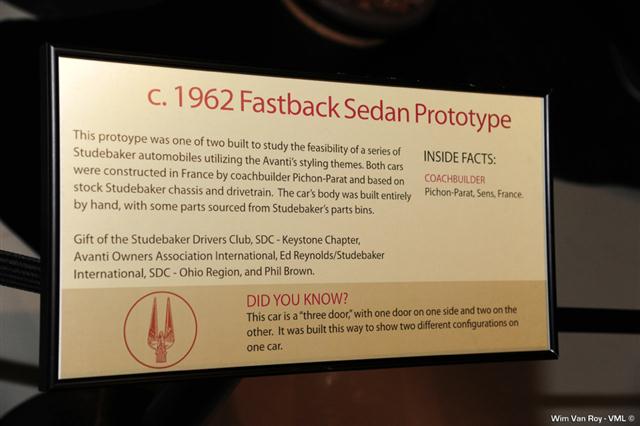 c. 1962 Fastback Sedan Prototype
This protoype was one of two built to study the feasibility of a series of
Studebaker automobiles utilizing the Avanti's styling themes. Both cars
were constructed in France by coachbuilder Pichon-Parat and based on
stock Studebaker chassis and drivetrain. The car's body was built entirely
by hand, with some parts sourced from Studebaker's parts bins.
Gift of the Studebaker Drivers Club, SDC - Keystone Chapter,
Avanti Owners Association International, Ed Reynolds/Studebaker
International, SDC - Ohio Region, and Phil Brown.
INSIDE FACTS:
COACHBUILDER
Pichon-Parat, Sens, France.
DID YOU KNOW?
This car is a "three door," with one door on one side and two on the
other. It was built this way to show two different configurations on
one car.
Wim Van Roy - VML ©